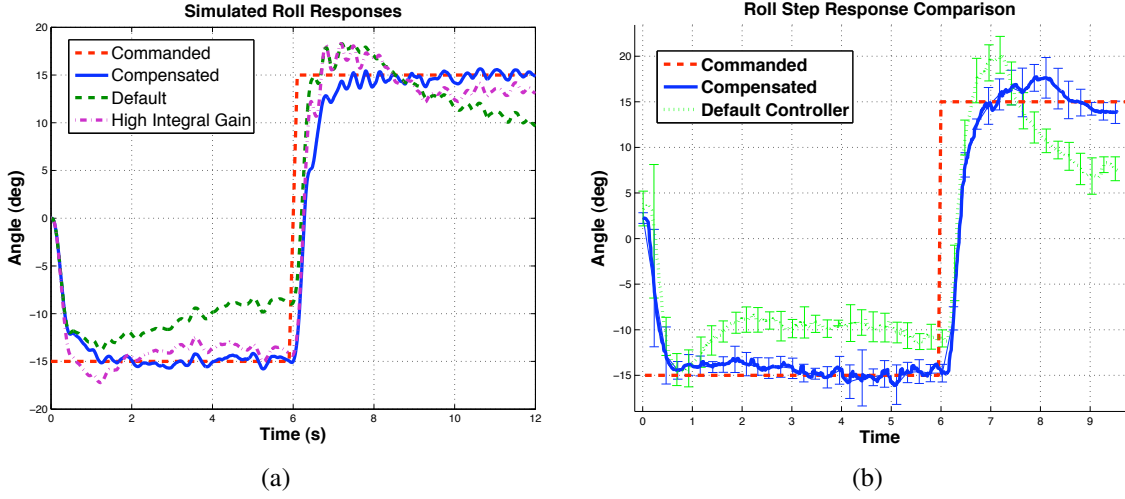 Simulated Roll Responses
Commanded
Compensated
Default
High Integral Gain
Angle (deg)
20
15
10
5
0
−5
−10
−15
−20
0 2 4 6 8 10 12
Time (s)
(a)
Roll Step Response Comparison
Commanded
Compensated
Default Controller
Angle (deg)
20
15
10
5
0
−5
−10
−15
0 1 2 3 4 5 6 7 8 9
Time
(b)